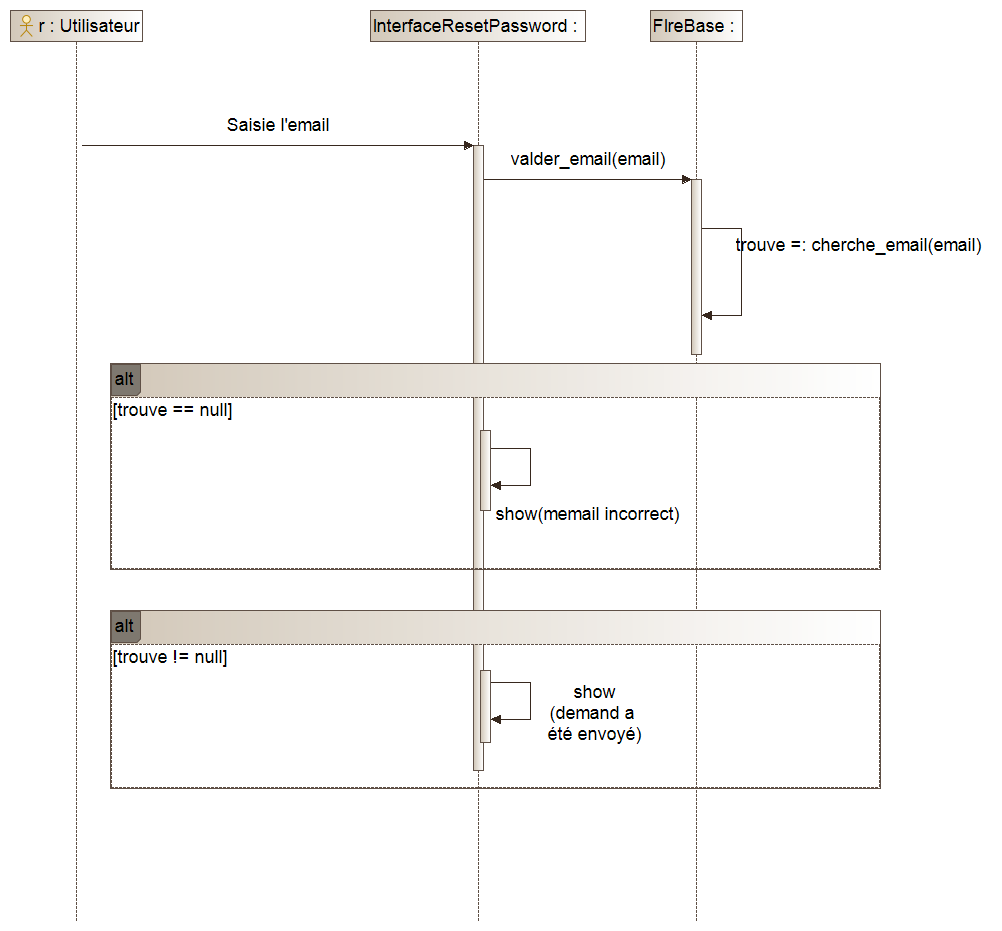 r : Utilisateur
InterfaceResetPassword :
FIreBase :
Saisie l'email
valder_email(email)
trouve =: cherche_email(email)
alt
[trouve == null]
show(memail incorrect)
alt
[trouve != null]
show
(demand a
été envoyé)